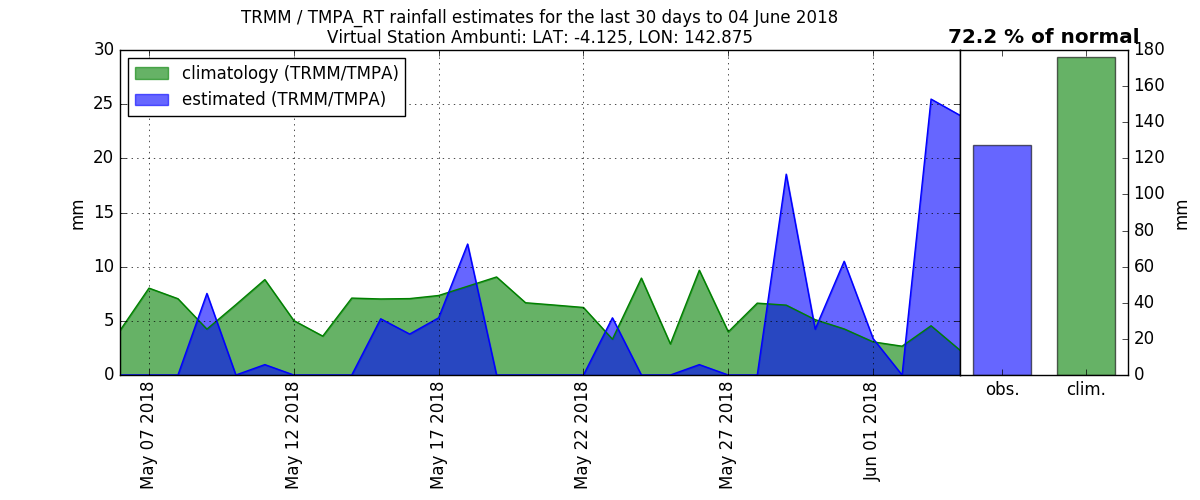 TRMM / TMPA_RT rainfall estimates for the last 30 days to 04 June 2018
Virtual Station Ambunti: LAT: -4.125, LON: 142.875
72.2 % of normal
climatology (TRMM/TMPA)
estimated (TRMM/TMPA)
30
25
20
15
10
5
0
mm
May 07 2018
May 12 2018
May 17 2018
May 22 2018
May 27 2018
Jun 01 2018
obs.
clim.
180
160
140
120
100
80
60
40
20
0
mm